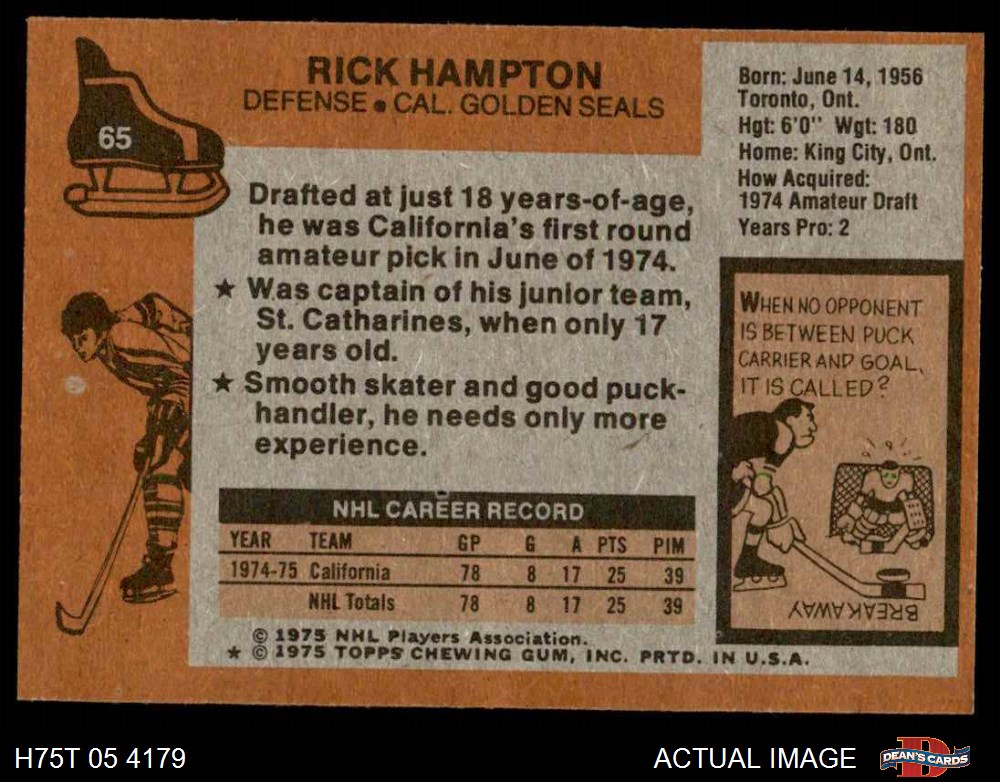 RICK HAMPTON
DEFENSE • CAL. GOLDEN SEALS
65
Born: June 14, 1956
Toronto, Ont.
Hgt: 6'0" Wgt: 180
Home: King City, Ont.
How Acquired:
1974 Amateur Draft
Years Pro: 2
Drafted at just 18 years-of-age,
he was California's first round
amateur pick in June of 1974.
★ Was captain of his junior team,
St. Catharines, when only 17
years old.
★ Smooth skater and good puck-
handler, he needs only more
experience.
WHEN NO OPPONENT
IS BETWEEN PUCK
CARRIER AND GOAL,
IT IS CALLED?
BREAKAWAY
NHL CAREER RECORD
YEAR TEAM GP G A PTS PIM
1974-75 California 78 8 17 25 39
NHL Totals 78 8 17 25 39
© 1975 NHL Players Association.
★ © 1975 TOPPS CHEWING GUM, INC. PRTD. IN U.S.A.
H75T 05 4179
ACTUAL IMAGE
DEAN'S CARDS